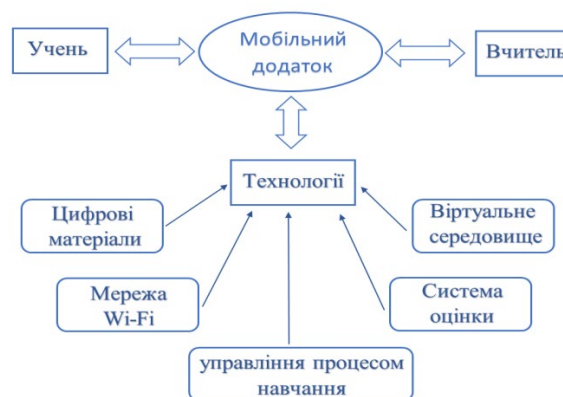 Учень
Мобільний
додаток
Вчитель
Технології
Цифрові
матеріали
Віртуальне
середовище
Мережа
Wi-Fi
Система
оцінки
управління процесом
навчання